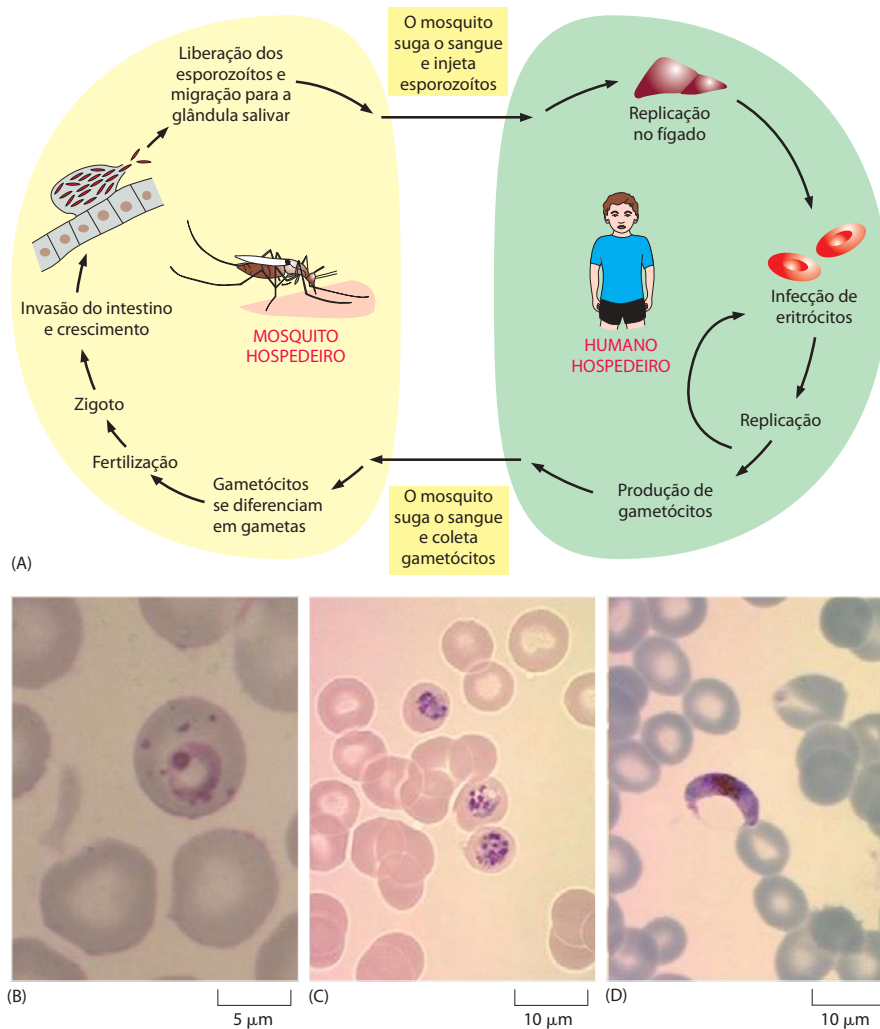 O mosquito
suga o sangue
e injeta
esporozoítos
Liberação dos
esporozoítos e
migração para a
glândula salivar
Replicação
no fígado
Invasão do intestino
e crescimento
MOSQUITO
HOSPEDEIRO
HUMANO
HOSPEDEIRO
Infecção de
eritrócitos
Zigoto
Replicação
Fertilização
Gametócitos
se diferenciam
em gametas
O mosquito
suga o sangue
e coleta
gametócitos
Produção de
gametócitos
(A)
(B)
5 μm
(C)
10 μm
(D)
10 μm